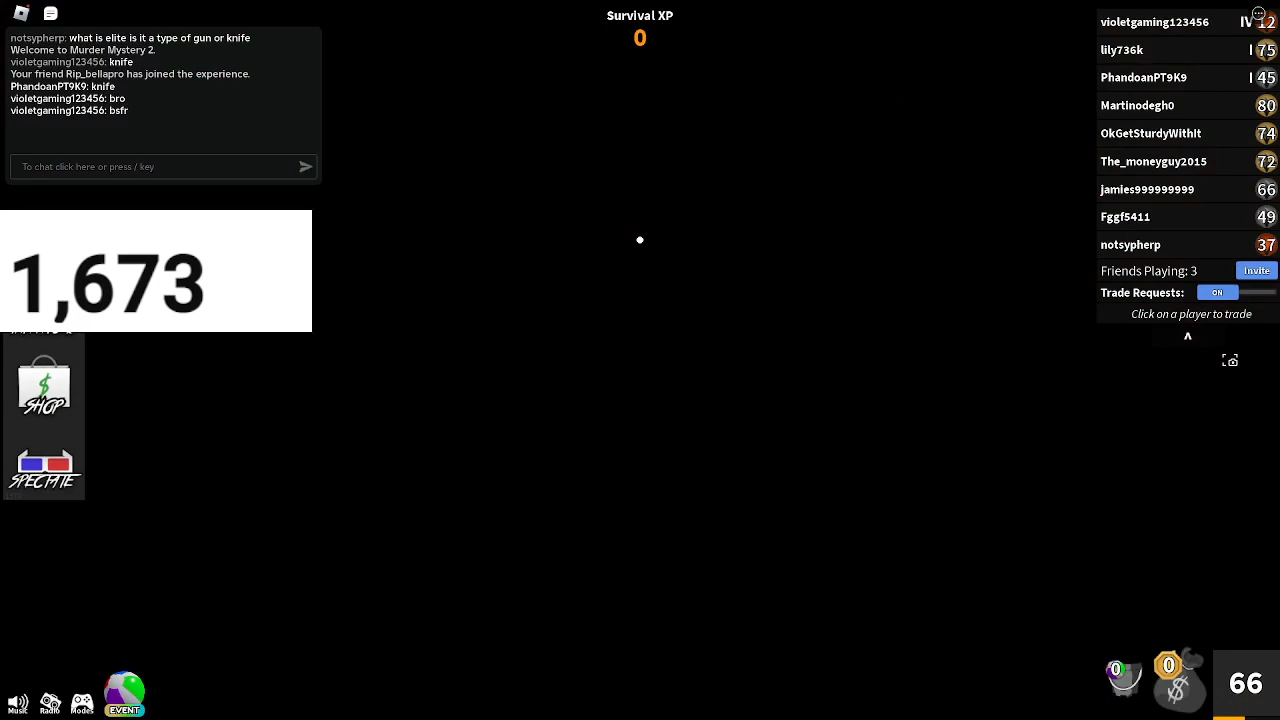 Survival XP
0
notsypherp: what is elite is it a type of gun or knife
Welcome to Murder Mystery 2.
violetgaming123456: knife
Your friend Rip_bellapro has joined the experience.
PhandoanPT9K9: knife
violetgaming123456: bro
violetgaming123456: bsfr
To chat click here or press / key
1,673
SHOP
SPECTATE
Music
Radio
Modes
EVENT
violetgaming123456 IV 12
lily736k I 75
PhandoanPT9K9 I 45
Martinodegh0 80
OkGetSturdyWithIt 74
The_moneyguy2015 72
jamies999999999 66
Fggf5411 49
notsypherp 37
Friends Playing: 3 Invite
Trade Requests: ON
Click on a player to trade
0
0
66